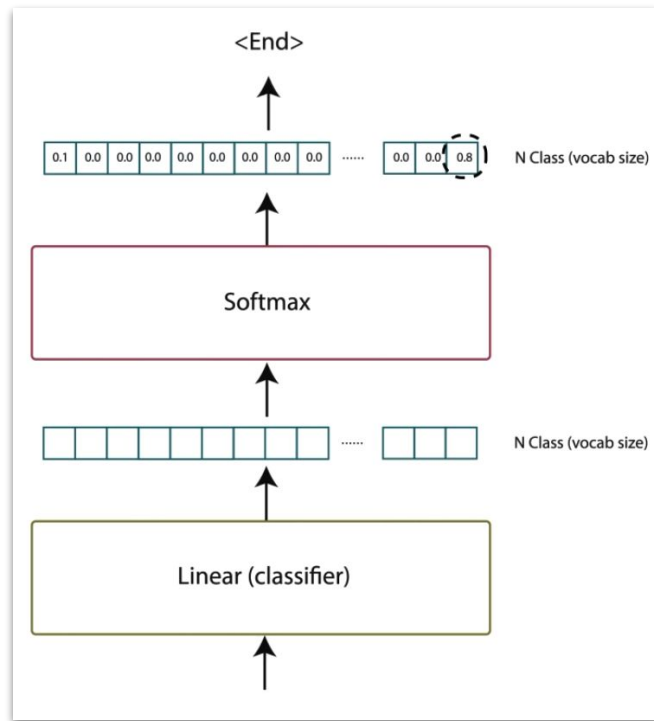 <End>
0.1 0.0 0.0 0.0 0.0 0.0 0.0 0.0 0.0 ...... 0.0 0.0 0.8 N Class (vocab size)
Softmax
...... N Class (vocab size)
Linear (classifier)